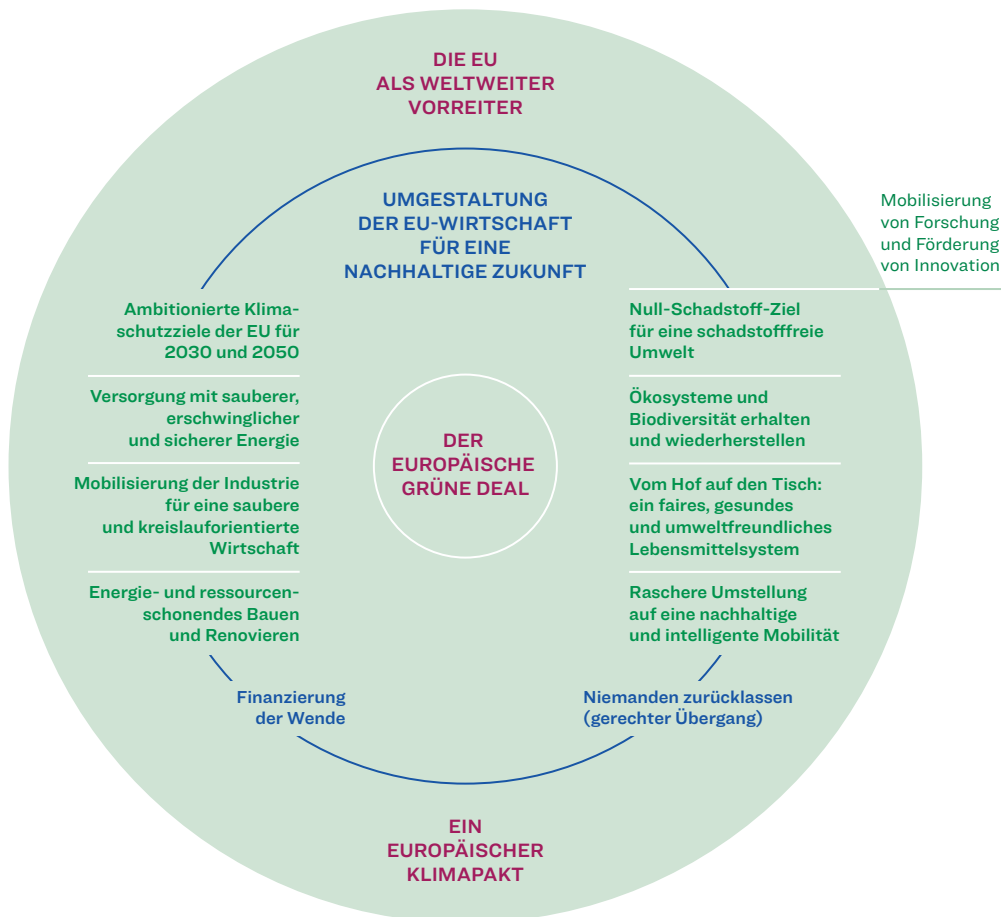 DIE EU
ALS WELTWEITER
VORREITER
UMGESTALTUNG
DER EU-WIRTSCHAFT
FÜR EINE
NACHHALTIGE ZUKUNFT
Mobilisierung
von Forschung
und Förderung
von Innovation
Ambitionierte Klima-
schutzziele der EU für
2030 und 2050
Versorgung mit sauberer,
erschwinglicher
und sicherer Energie
Mobilisierung der Industrie
für eine saubere
und kreislauforientierte
Wirtschaft
Energie- und ressourcen-
schonendes Bauen
und Renovieren
DER
EUROPÄISCHE
GRÜNE DEAL
Null-Schadstoff-Ziel
für eine schadstofffreie
Umwelt
Ökosysteme und
Biodiversität erhalten
und wiederherstellen
Vom Hof auf den Tisch:
ein faires, gesundes
und umweltfreundliches
Lebensmittelsystem
Raschere Umstellung
auf eine nachhaltige
und intelligente Mobilität
Finanzierung
der Wende
Niemanden zurücklassen
(gerechter Übergang)
EIN
EUROPÄISCHER
KLIMAPAKT